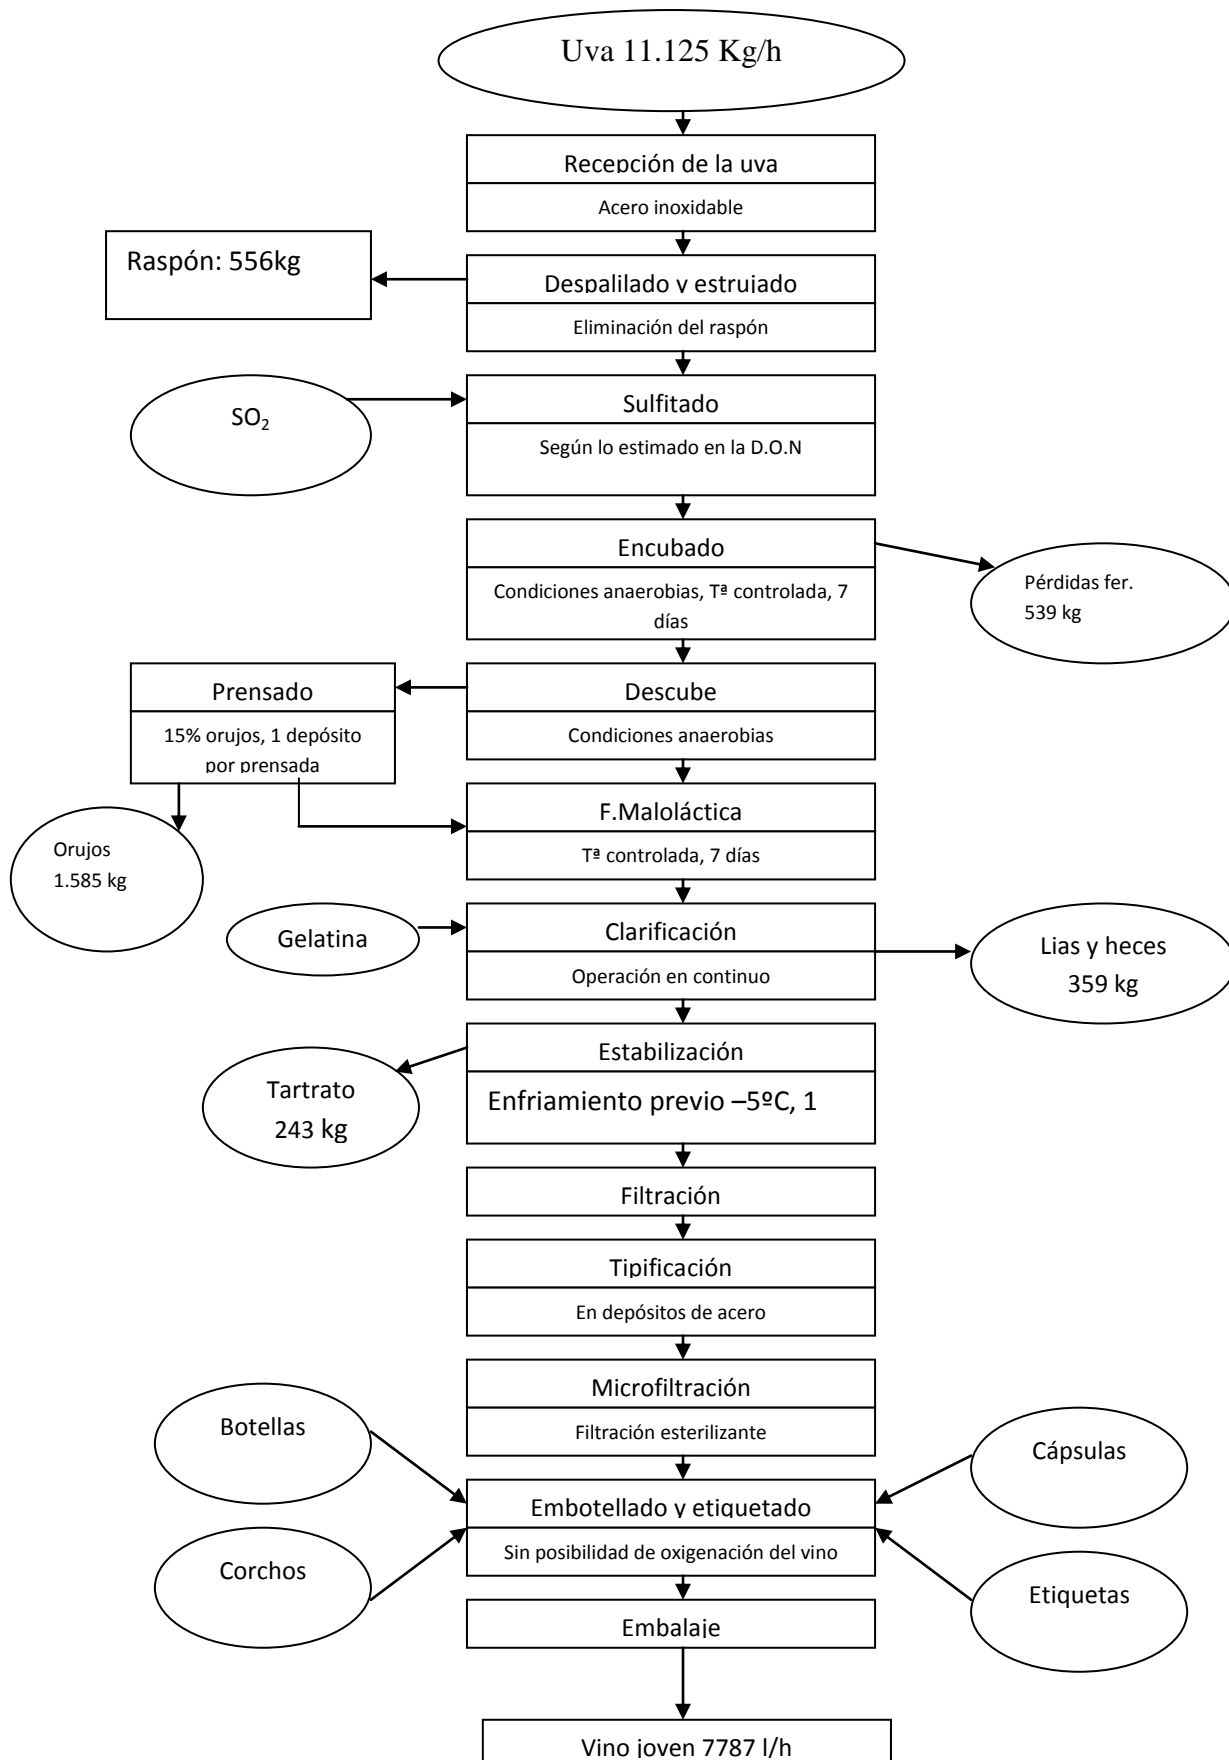 Uva 11.125 Kg/h
Recepción de la uva
Acero inoxidable
Raspón: 556kg
Despalilado y estrujado
Eliminación del raspón
SO₂
Sulfitado
Según lo estimado en la D.O.N
Encubado
Condiciones anaerobias, Tª controlada, 7
días
Pérdidas fer.
539 kg
Prensado
15% orujos, 1 depósito
por prensada
Descube
Condiciones anaerobias
Orujos
1.585 kg
F.Maloláctica
Tª controlada, 7 días
Gelatina
Clarificación
Operación en continuo
Lias y heces
359 kg
Tartrato
243 kg
Estabilización
Enfriamiento previo –5ºC, 1
Filtración
Tipificación
En depósitos de acero
Microfiltración
Filtración esterilizante
Botellas
Cápsulas
Embotellado y etiquetado
Sin posibilidad de oxigenación del vino
Corchos
Etiquetas
Embalaje
Vino joven 7787 l/h